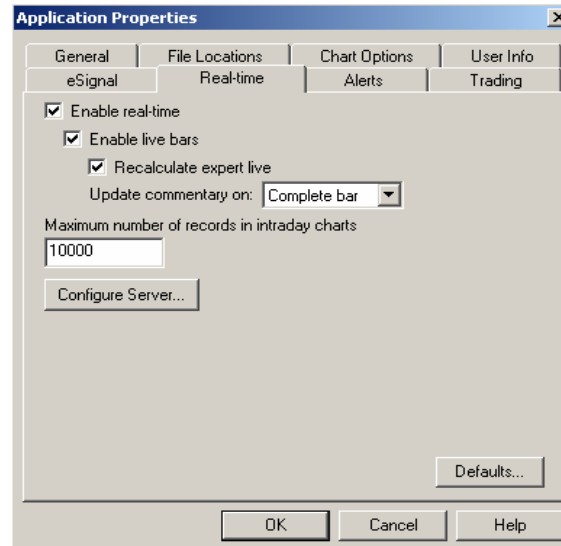 Application Properties
General File Locations Chart Options User Info
eSignal Real-time Alerts Trading
Enable real-time
Enable live bars
Recalculate expert live
Update commentary on: Complete bar
Maximum number of records in intraday charts
10000
Configure Server...
Defaults...
OK Cancel Help